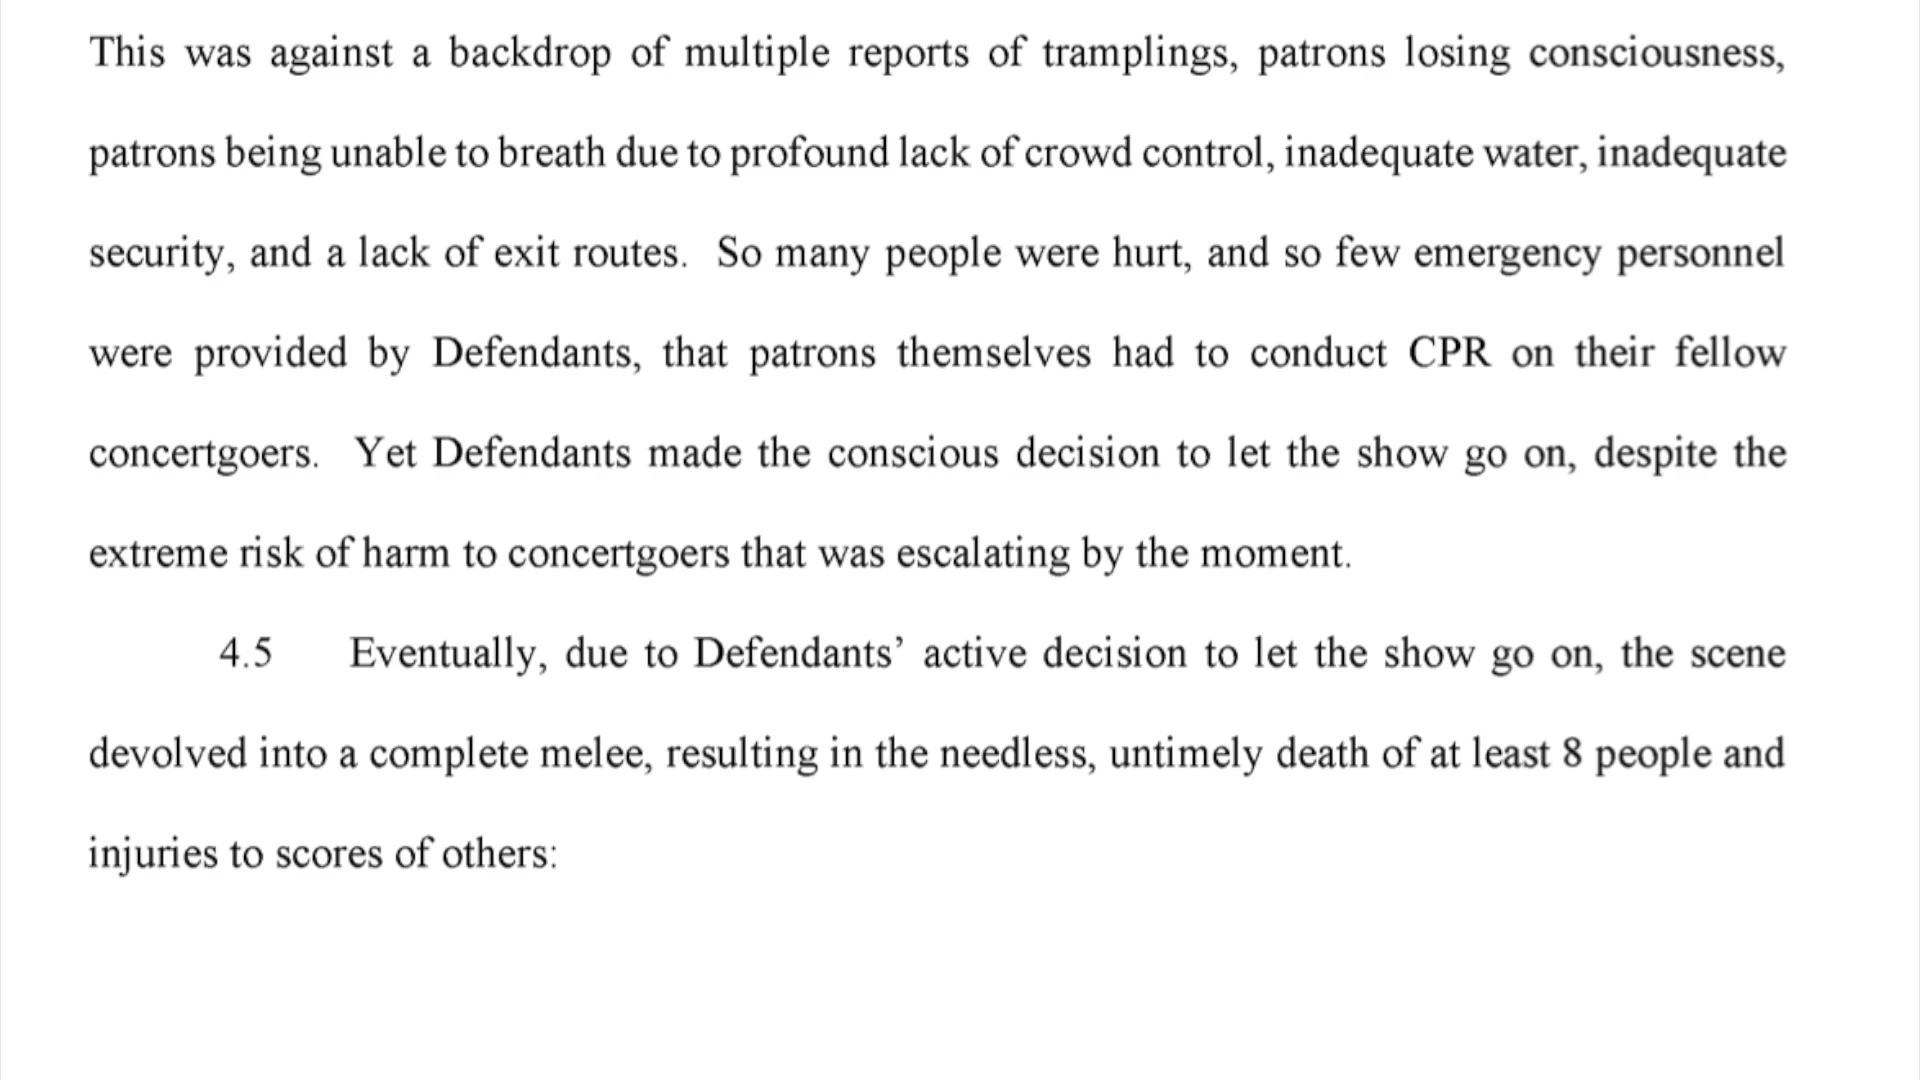 This was against a backdrop of multiple reports of tramplings, patrons losing consciousness,
patrons being unable to breath due to profound lack of crowd control, inadequate water, inadequate
security, and a lack of exit routes.  So many people were hurt, and so few emergency personnel
were provided by Defendants, that patrons themselves had to conduct CPR on their fellow
concertgoers.  Yet Defendants made the conscious decision to let the show go on, despite the
extreme risk of harm to concertgoers that was escalating by the moment.
4.5 Eventually, due to Defendants’ active decision to let the show go on, the scene
devolved into a complete melee, resulting in the needless, untimely death of at least 8 people and
injuries to scores of others: